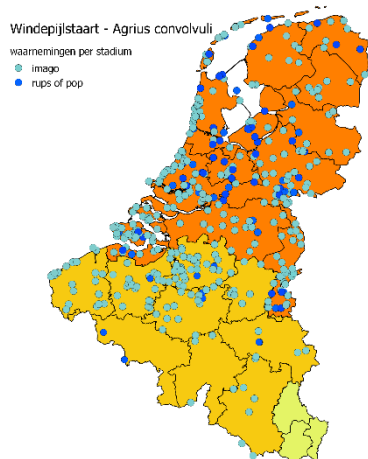 Windepijlstaart - Agrius convolvuli
waarnemingen per stadium
imago
rups of pop